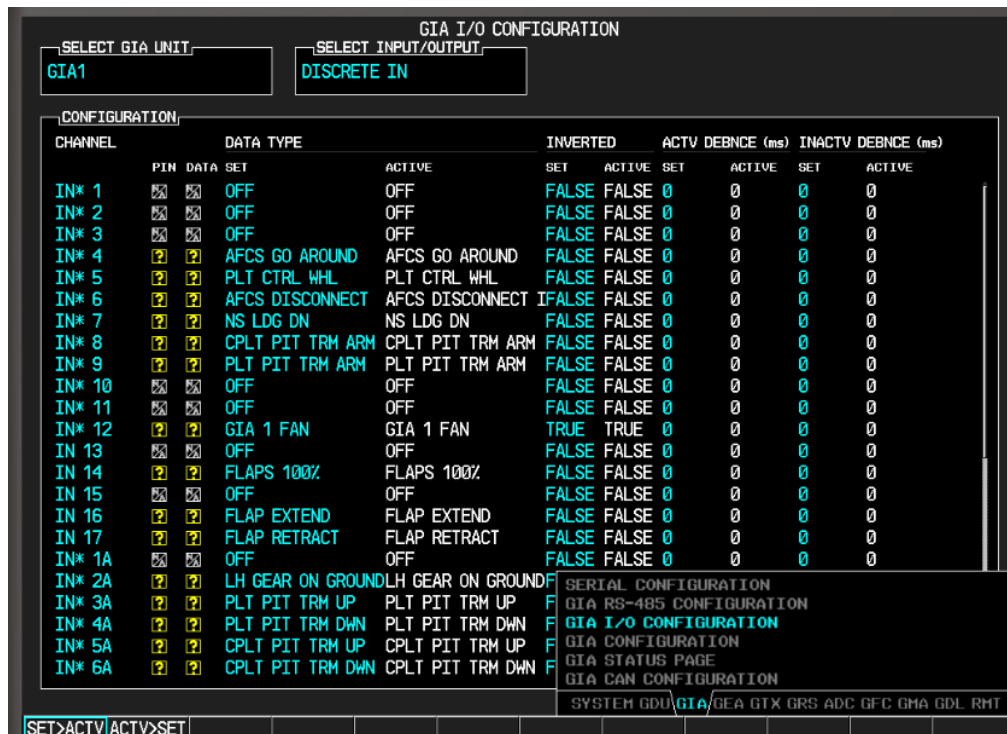 GIA I/O CONFIGURATION
SELECT GIA UNIT SELECT INPUT/OUTPUT
GIA1 DISCRETE IN
CONFIGURATION
CHANNEL DATA TYPE INVERTED ACTV DEBNCE (ms) INACTV DEBNCE (ms)
PIN DATA SET ACTIVE SET ACTIVE SET ACTIVE SET ACTIVE
IN* 1 OFF OFF FALSE FALSE 0 0 0 0
IN* 2 OFF OFF FALSE FALSE 0 0 0 0
IN* 3 OFF OFF FALSE FALSE 0 0 0 0
IN* 4 ? ? AFCS GO AROUND AFCS GO AROUND FALSE FALSE 0 0 0 0
IN* 5 ? ? PLT CTRL WHL PLT CTRL WHL FALSE FALSE 0 0 0 0
IN* 6 ? ? AFCS DISCONNECT AFCS DISCONNECT IFALSE FALSE 0 0 0 0
IN* 7 ? ? NS LDG DN NS LDG DN FALSE FALSE 0 0 0 0
IN* 8 ? ? CPLT PIT TRM ARM CPLT PIT TRM ARM FALSE FALSE 0 0 0 0
IN* 9 ? ? PLT PIT TRM ARM PLT PIT TRM ARM FALSE FALSE 0 0 0 0
IN* 10 OFF OFF FALSE FALSE 0 0 0 0
IN* 11 OFF OFF FALSE FALSE 0 0 0 0
IN* 12 ? ? GIA 1 FAN GIA 1 FAN TRUE TRUE 0 0 0 0
IN 13 OFF OFF FALSE FALSE 0 0 0 0
IN 14 ? ? FLAPS 100% FLAPS 100% FALSE FALSE 0 0 0 0
IN 15 OFF OFF FALSE FALSE 0 0 0 0
IN 16 ? ? FLAP EXTEND FLAP EXTEND FALSE FALSE 0 0 0 0
IN 17 ? ? FLAP RETRACT FLAP RETRACT FALSE FALSE 0 0 0 0
IN* 1A OFF OFF FALSE FALSE 0 0 0 0
IN* 2A ? ? LH GEAR ON GROUND LH GEAR ON GROUND F
IN* 3A ? ? PLT PIT TRM UP PLT PIT TRM UP F
IN* 4A ? ? PLT PIT TRM DWN PLT PIT TRM DWN F
IN* 5A ? ? CPLT PIT TRM UP CPLT PIT TRM UP F
IN* 6A ? ? CPLT PIT TRM DWN CPLT PIT TRM DWN F
SERIAL CONFIGURATION
GIA RS-485 CONFIGURATION
GIA I/O CONFIGURATION
GIA CONFIGURATION
GIA STATUS PAGE
GIA CAN CONFIGURATION
SYSTEM GDU GIA GEA GTX GRS ADC GFC GMA GDL RMT
SET>ACTV ACTV>SET